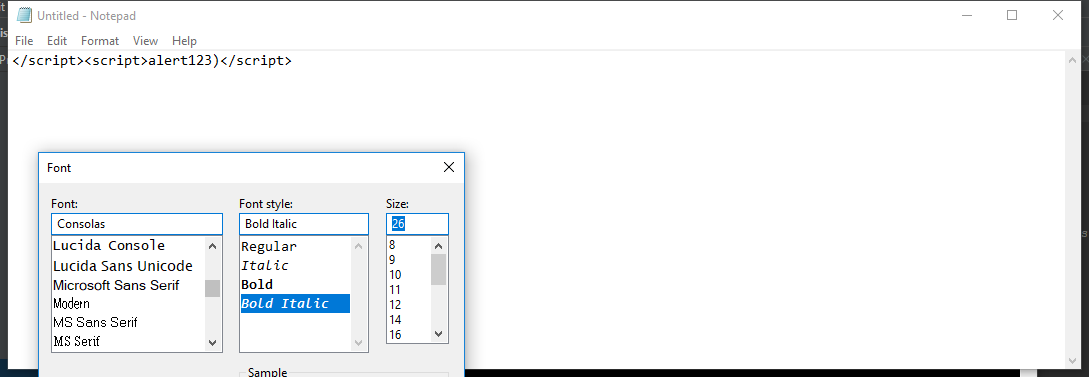 Untitled - Notepad
File Edit Format View Help
</script><script>alert123)</script>
Font
Font: Font style: Size:
Consolas Bold Italic 26
Lucida Console Regular 8
Lucida Sans Unicode Italic 9
Microsoft Sans Serif Bold 10
Modern Bold Italic 11
MS Sans Serif 12
MS Serif 14
16
Sample